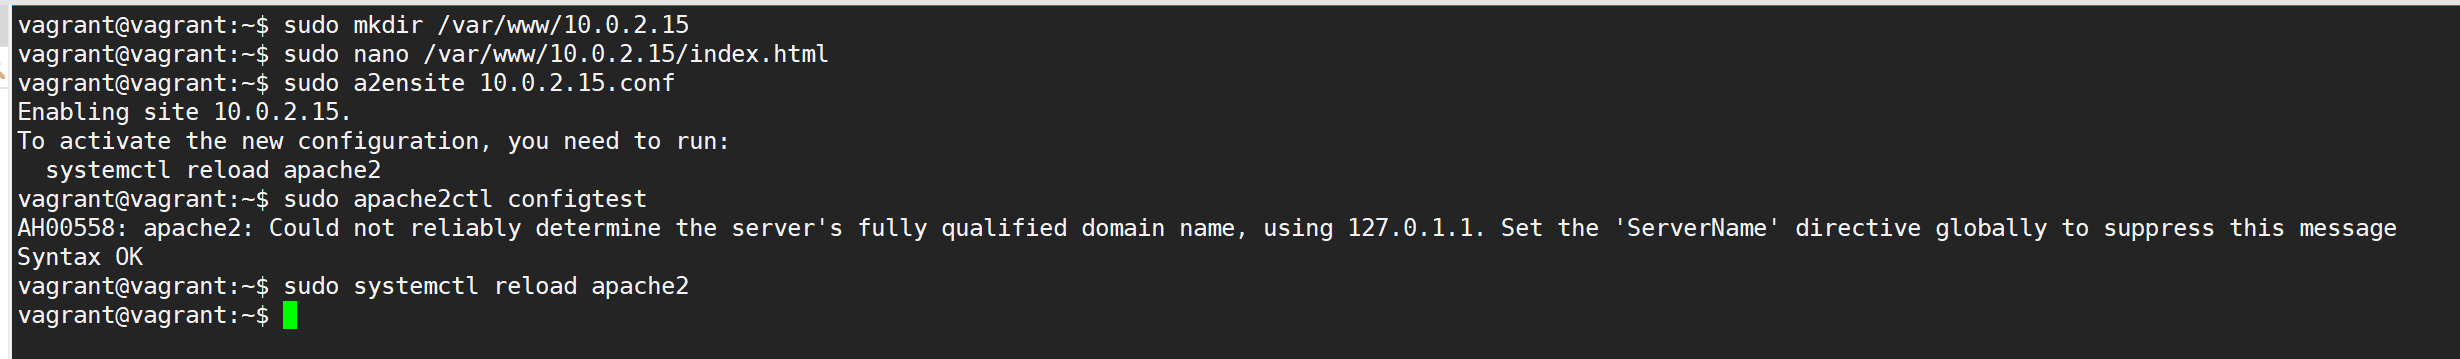 vagrant@vagrant:~$ sudo mkdir /var/www/10.0.2.15
vagrant@vagrant:~$ sudo nano /var/www/10.0.2.15/index.html
vagrant@vagrant:~$ sudo a2ensite 10.0.2.15.conf
Enabling site 10.0.2.15.
To activate the new configuration, you need to run:
  systemctl reload apache2
vagrant@vagrant:~$ sudo apache2ctl configtest
AH00558: apache2: Could not reliably determine the server's fully qualified domain name, using 127.0.1.1. Set the 'ServerName' directive globally to suppress this message
Syntax OK
vagrant@vagrant:~$ sudo systemctl reload apache2
vagrant@vagrant:~$